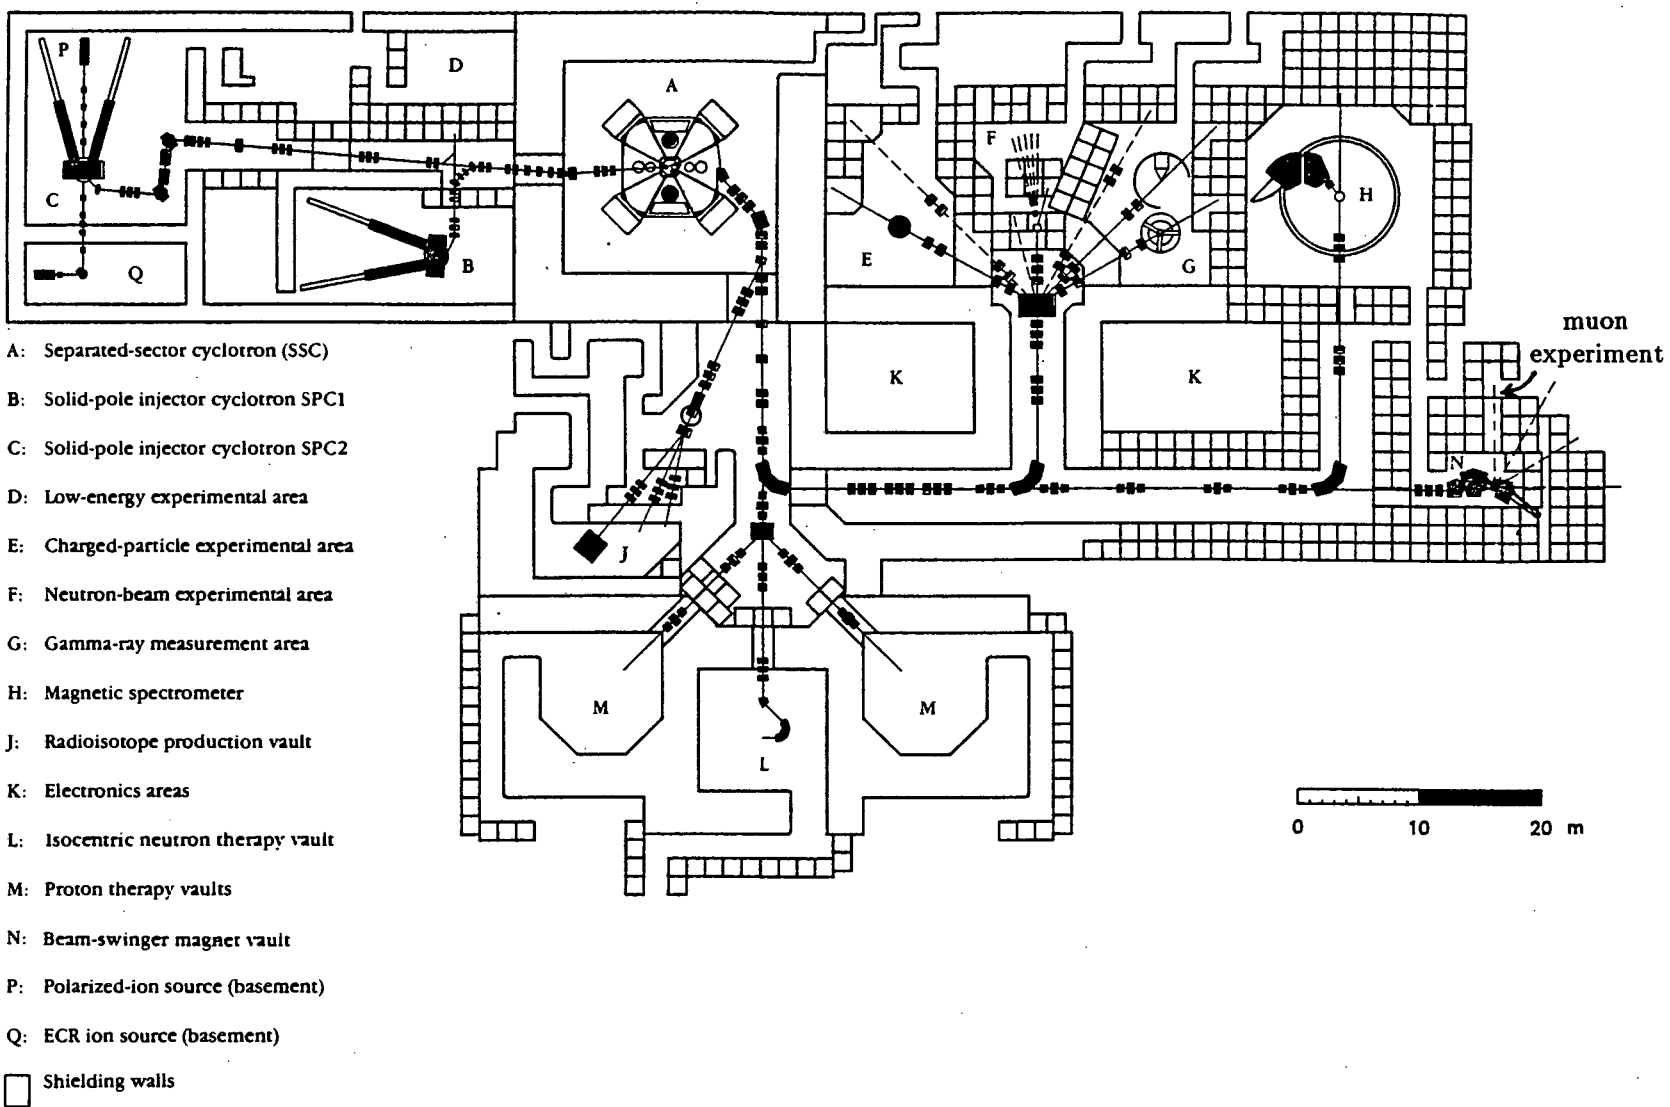 P
D
A
F
C
H
E
B
G
Q
muon
experiment
A: Separated-sector cyclotron (SSC)
K
K
B: Solid-pole injector cyclotron SPC1
C: Solid-pole injector cyclotron SPC2
N
D: Low-energy experimental area
E: Charged-particle experimental area
J
F: Neutron-beam experimental area
G: Gamma-ray measurement area
H: Magnetic spectrometer
M
M
J: Radioisotope production vault
L
K: Electronics areas
0 10 20 m
L: Isocentric neutron therapy vault
M: Proton therapy vaults
N: Beam-swinger magnet vault
P: Polarized-ion source (basement)
Q: ECR ion source (basement)
Shielding walls